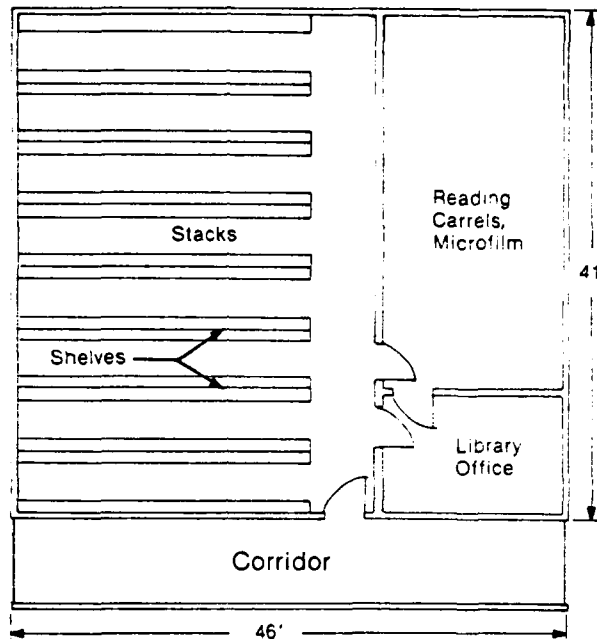 Reading
Carrels,
Microfilm
Stacks
41
Shelves
Library
Office
Corridor
46'